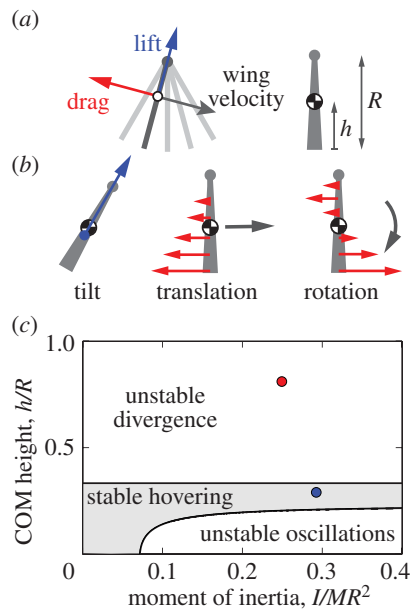 (a)
lift
drag
wing
velocity
R
h
(b)
tilt
translation
rotation
(c)
COM height, h/R
1.0
0.5
0
unstable
divergence
stable hovering
unstable oscillations
0.1
0.2
0.3
0.4
moment of inertia, I/MR²